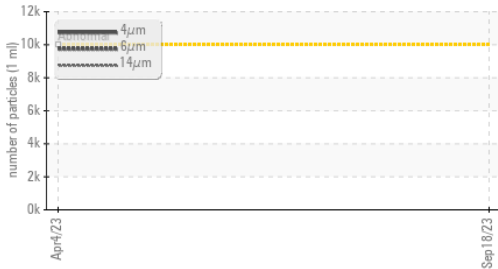 12k
10k
8k
6k
4k
2k
0k
number of particles (1 ml)
Abnormal
4µm
6µm
14µm
Apr4/23
Sep18/23